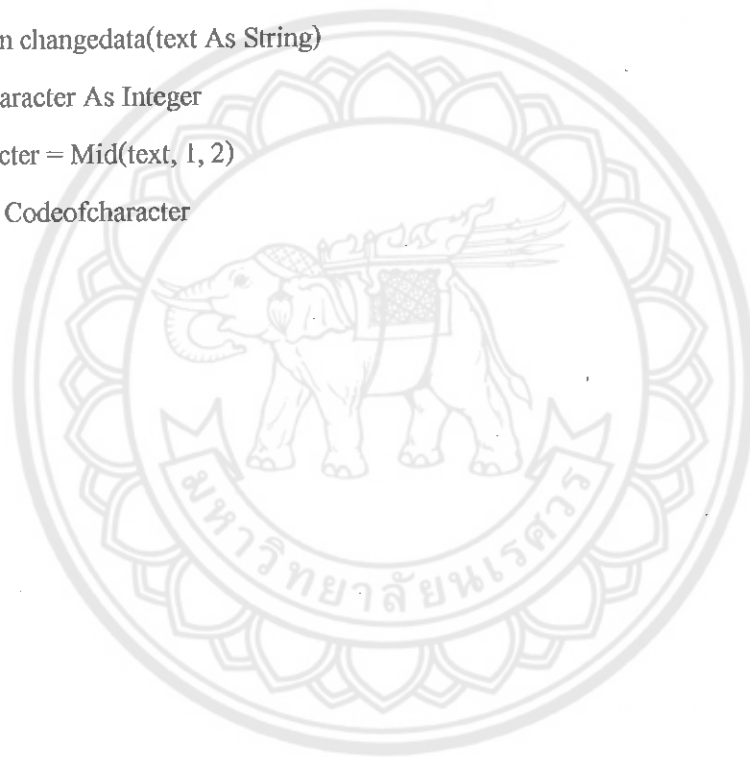 n changedata(text As String)
aracter As Integer
cter = Mid(text, 1, 2)
Codeofcharacter
มหาวิทยาลัยนเรศวร